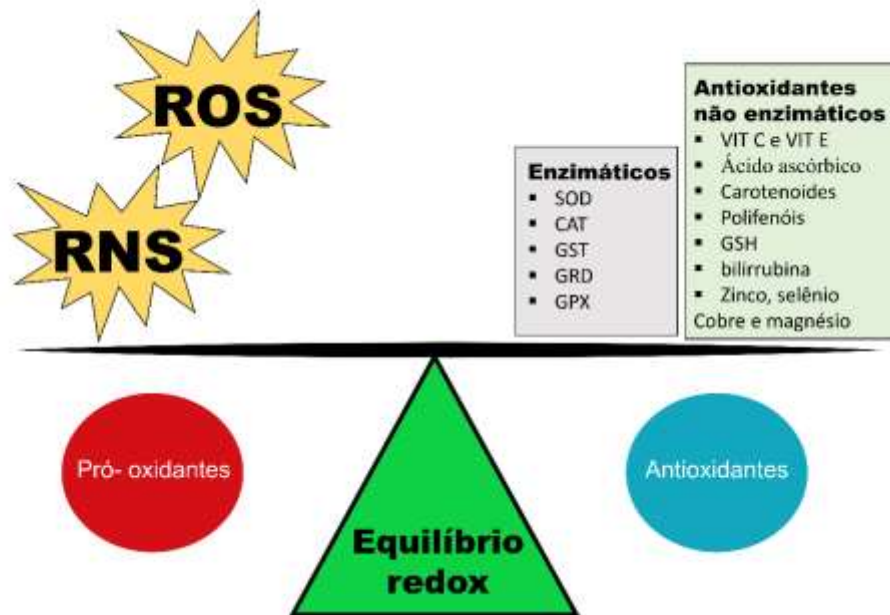 ROS
RNS
Enzimáticos
▪ SOD
▪ CAT
▪ GST
▪ GRD
▪ GPX
Antioxidantes
não enzimáticos
▪ VIT C e VIT E
▪ Ácido ascórbico
▪ Carotenoides
▪ Polifenóis
▪ GSH
▪ bilirrubina
▪ Zinco, selênio
Cobre e magnésio
Pró- oxidantes
Antioxidantes
Equilíbrio
redox